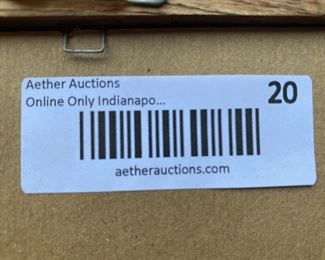 Aether Auctions 20
Online Only Indianapo...
aetherauctions.com